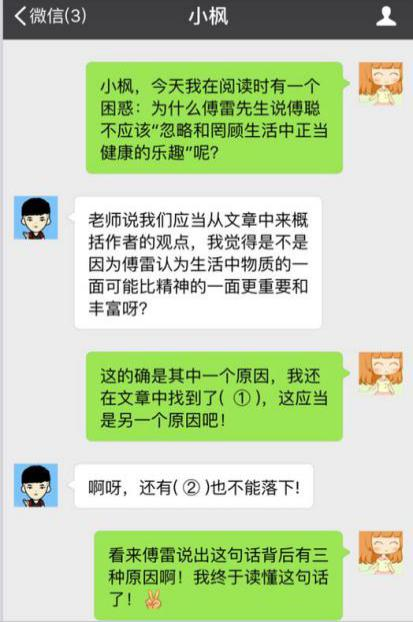 微信(3)
小枫
小枫，今天我在阅读时有一个
困惑：为什么傅雷先生说傅聪
不应该“忽略和罔顾生活中正当
健康的乐趣”呢？
老师说我们应当从文章中来概
括作者的观点，我觉得是不是
因为傅雷认为生活中物质的一
面可能比精神的一面更重要和
丰富呀？
这的确是其中一个原因，我还
在文章中找到了( ① )，这应当
是另一个原因吧！
啊呀，还有( ② )也不能落下!
看来傅雷说出这句话背后有三
种原因啊！我终于读懂这句话
了！